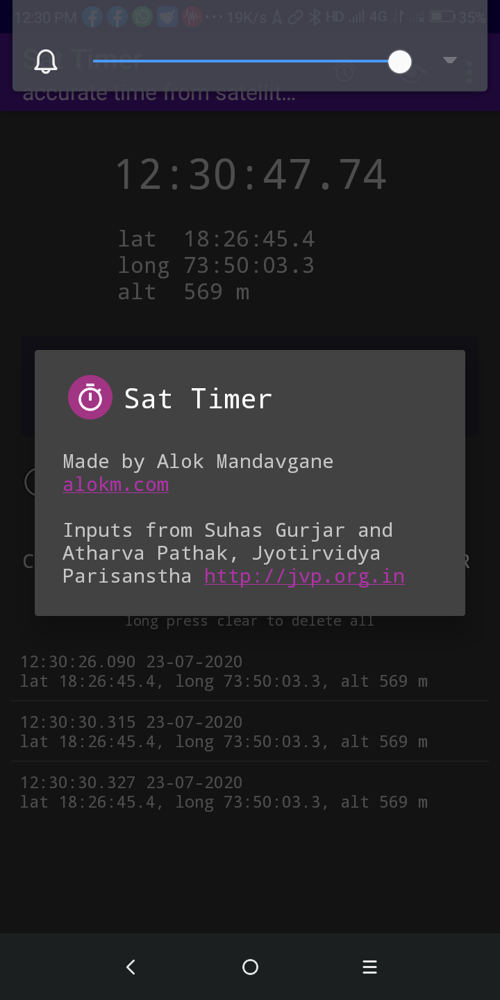 12:30 PM ... 19K/s HD 4G 35%
Sat Timer
accurate time from satellit...
12:30:47.74
lat 18:26:45.4
long 73:50:03.3
alt 569 m
Sat Timer
Made by Alok Mandavgane
alokm.com
Inputs from Suhas Gurjar and
Atharva Pathak, Jyotirvidya
Parisanstha http://jvp.org.in
long press clear to delete all
12:30:26.090 23-07-2020
lat 18:26:45.4, long 73:50:03.3, alt 569 m
12:30:30.315 23-07-2020
lat 18:26:45.4, long 73:50:03.3, alt 569 m
12:30:30.327 23-07-2020
lat 18:26:45.4, long 73:50:03.3, alt 569 m